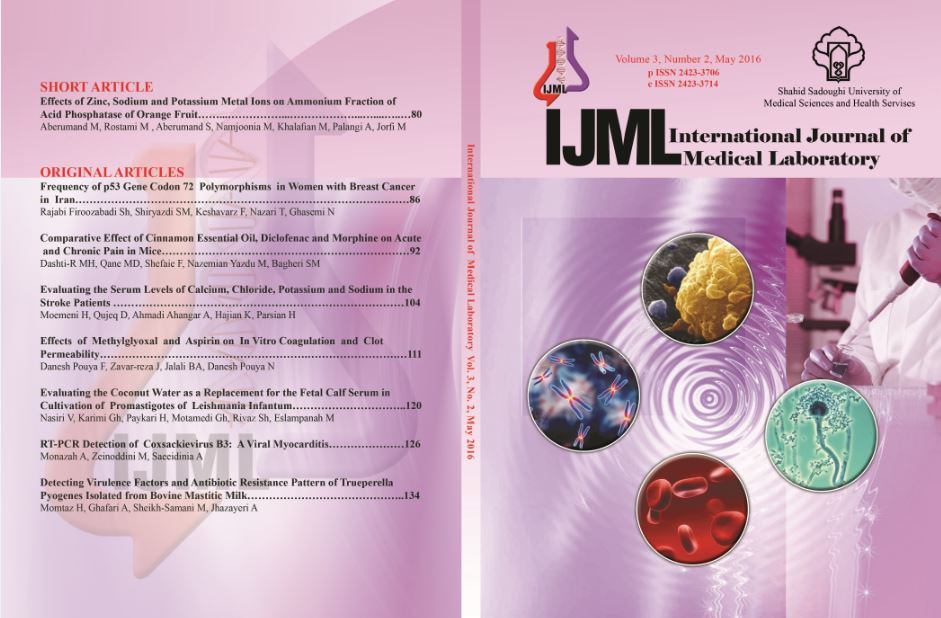 SHORT ARTICLE
Effects of Zinc, Sodium and Potassium Metal Ions on Ammonium Fraction of
Acid Phosphatase of Orange Fruit……..…………………..…………………...…...….…80
Aberumand M, Rostami M , Aberumand S, Namjoonia M, Khalafian M, Palangi A, Jorfi M
ORIGINAL ARTICLES
Frequency of p53 Gene Codon 72 Polymorphisms in Women with Breast Cancer
in Iran……………………………………………………………………………………86
Rajabi Firoozabadi Sh, Shiryazdi SM, Keshavarz F, Nazari T, Ghasemi N
Comparative Effect of Cinnamon Essential Oil, Diclofenac and Morphine on Acute
and Chronic Pain in Mice………………………………………………………………92
Dashti-R MH, Qane MD, Shefaie F, Nazemian Yazdu M, Bagheri SM
Evaluating the Serum Levels of Calcium, Chloride, Potassium and Sodium in the
Stroke Patients …………………………………………………………………………104
Moemeni H, Qujeq D, Ahmadi Ahangar A, Hajian K, Parsian H
Effects of Methylglyoxal and Aspirin on In Vitro Coagulation and Clot
Permeability……………………………………………………………………………111
Danesh Pouya F, Zavar-reza J, Jalali BA, Danesh Pouya N
Evaluating the Coconut Water as a Replacement for the Fetal Calf Serum in
Cultivation of Promastigotes of Leishmania Infantum……………………………..120
Nasiri V, Karimi Gh, Paykari H, Motamedi Gh, Rivaz Sh, Eslampanah M
RT-PCR Detection of Coxsackievirus B3: A Viral Myocarditis…………………126
Monazah A, Zeinoddini M, Saeeidinia A
Detecting Virulence Factors and Antibiotic Resistance Pattern of Trueperella
Pyogenes Isolated from Bovine Mastitic Milk……………………………………..134
Momtaz H, Ghafari A, Sheikh-Samani M, Jhazayeri A
IJML
International Journal of Medical Laboratory Vol. 3, No. 2, May 2016
IJML
Volume 3, Number 2, May 2016
p ISSN 2423-3706
e ISSN 2423-3714
Shahid Sadoughi University of
Medical Sciences and Health Servises
IJML International Journal of
Medical Laboratory